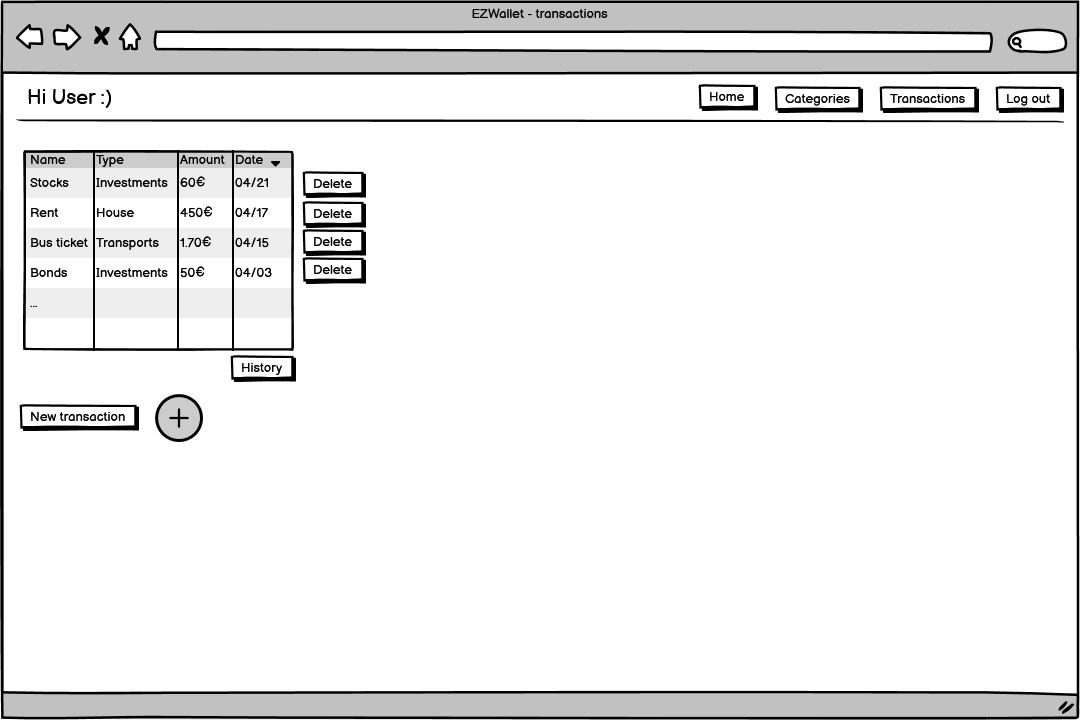 EZWallet - transactions
Hi User :)
Home
Categories
Transactions
Log out
Name Type Amount Date
Stocks Investments 60€ 04/21 Delete
Rent House 450€ 04/17 Delete
Bus ticket Transports 1.70€ 04/15 Delete
Bonds Investments 50€ 04/03 Delete
...
History
New transaction